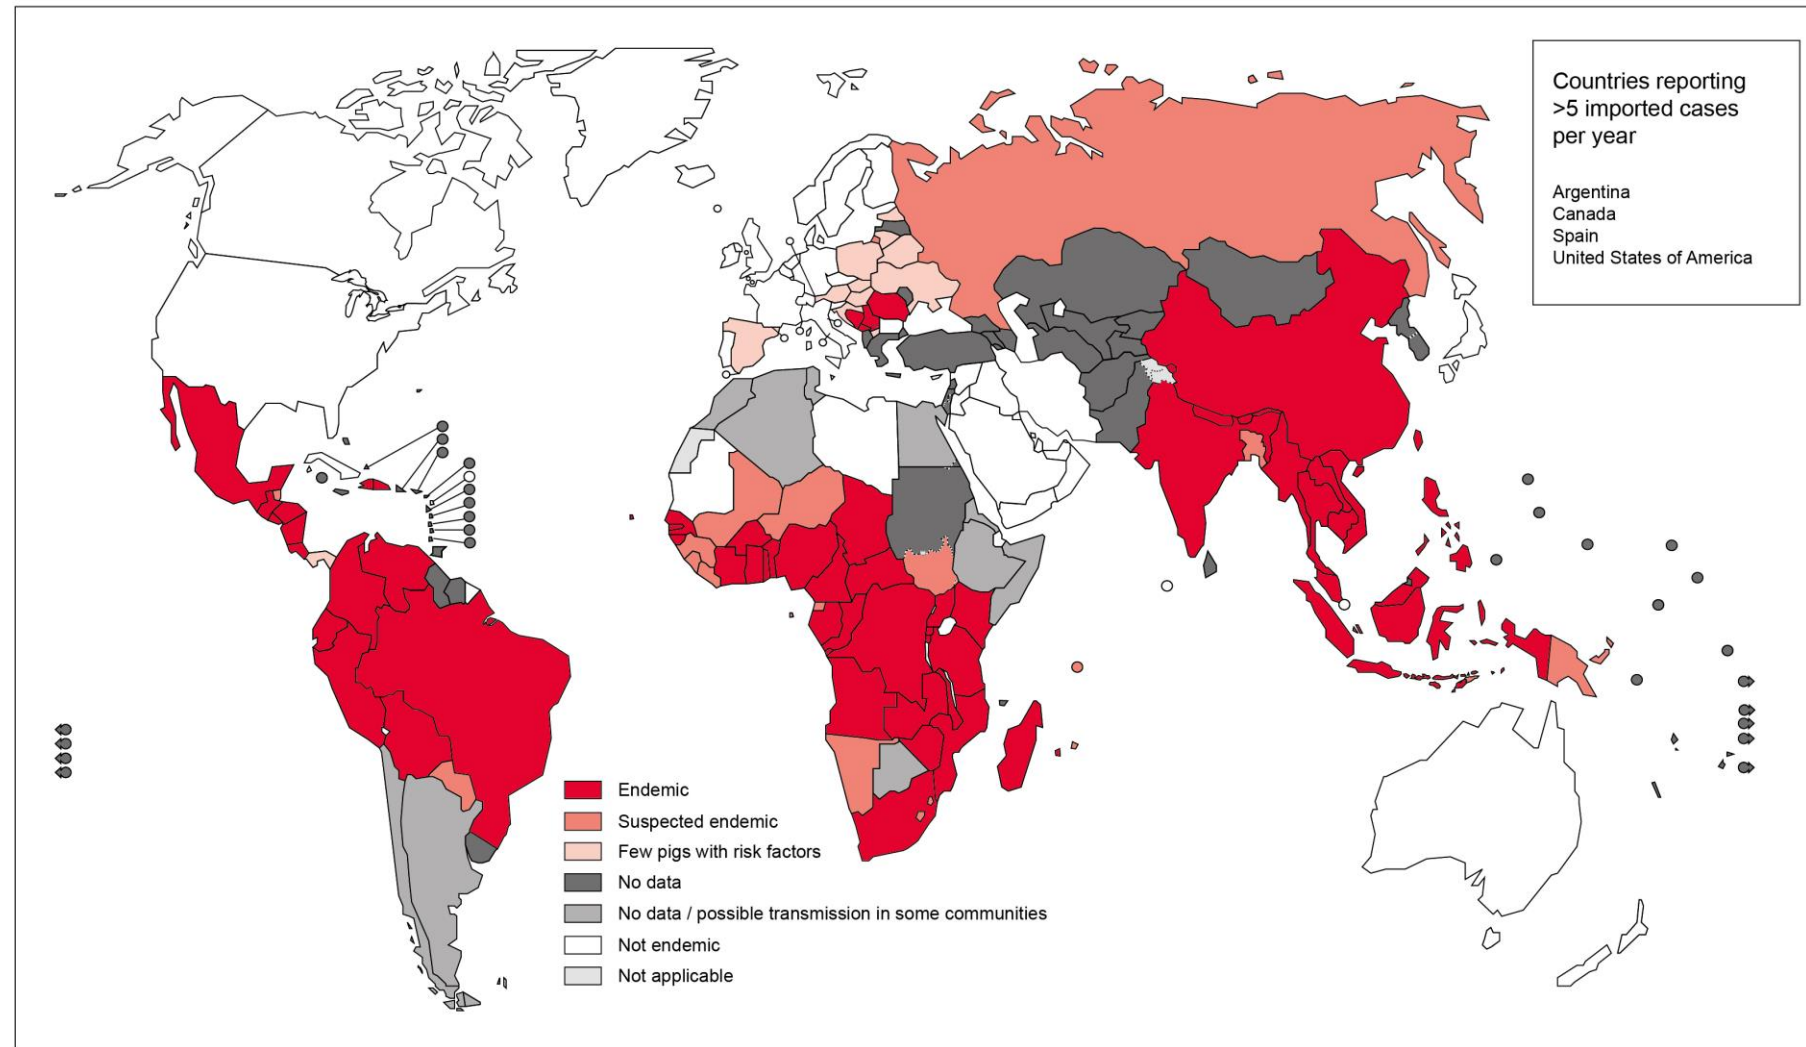 Countries reporting
>5 imported cases
per year
Argentina
Canada
Spain
United States of America
Endemic
Suspected endemic
Few pigs with risk factors
No data
No data / possible transmission in some communities
Not endemic
Not applicable